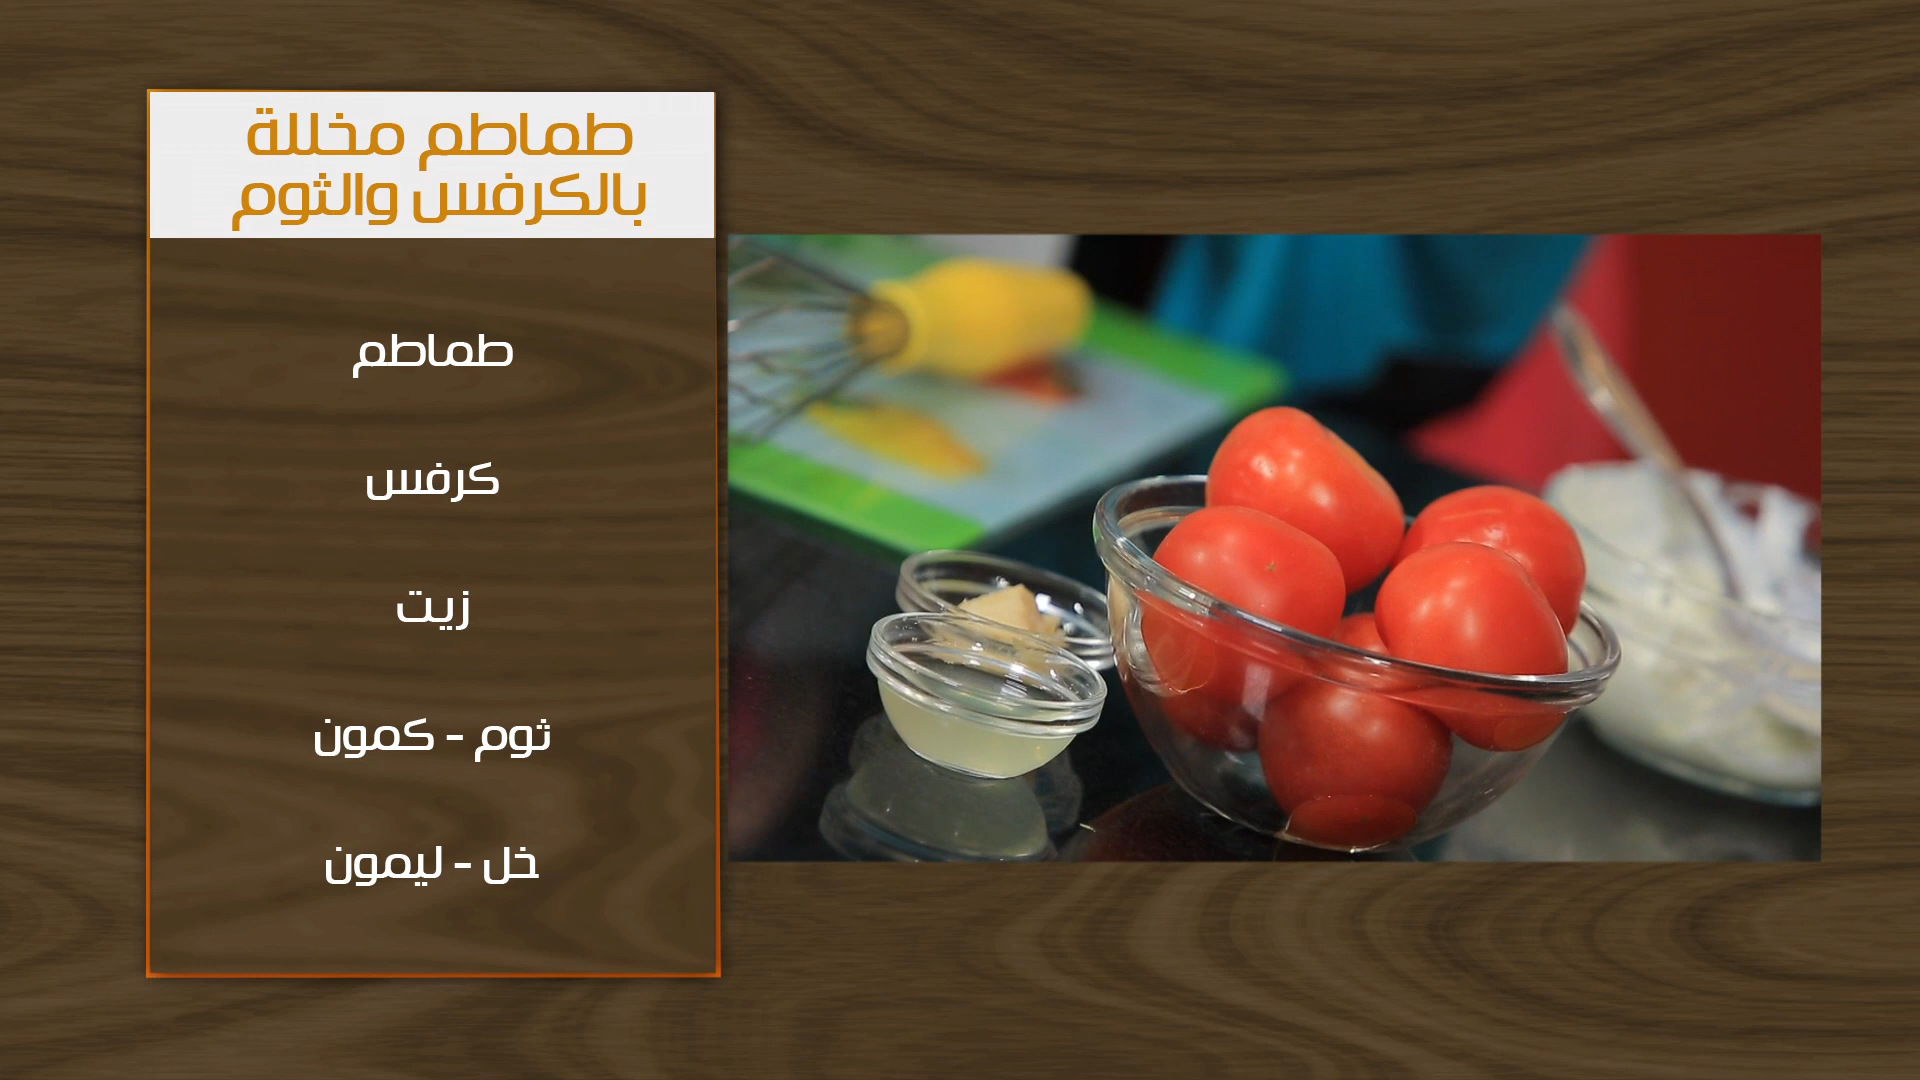 طماطم مخللة
بالكرفس والثوم
طماطم
كرفس
زيت
ثوم - كمون
خل - ليمون